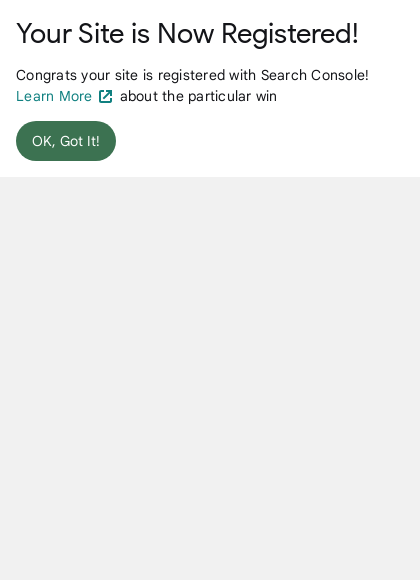 Your Site is Now Registered!
Congrats your site is registered with Search Console!
Learn More about the particular win
OK, Got It!